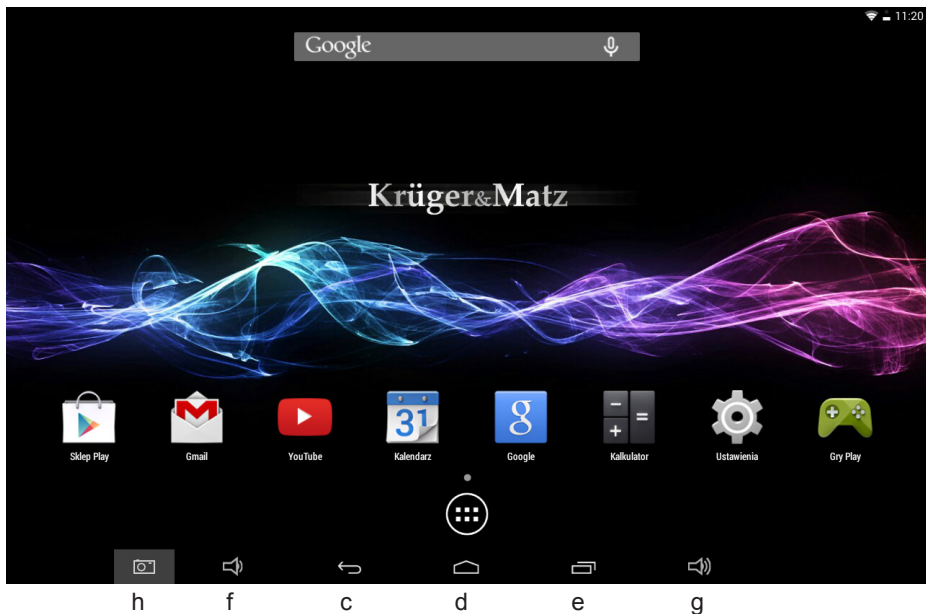 11:20
Google
Krüger&Matz
31
g
Sklep Play
Gmail
YouTube
Kalendarz
Google
Kalkulator
Ustawienia
Gry Play
h
f
c
d
e
g